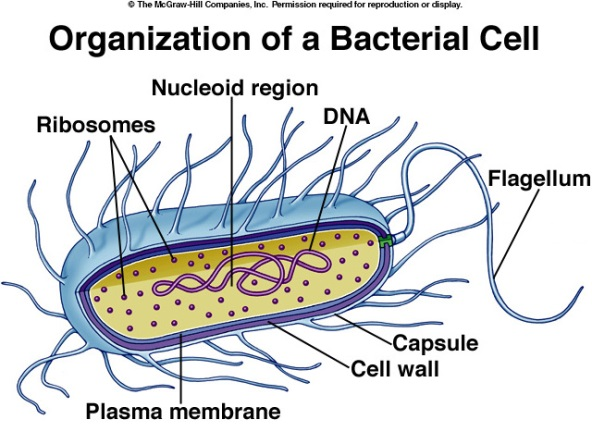 © The McGraw-Hill Companies, Inc. Permission required for reproduction or display.
Organization of a Bacterial Cell
Nucleoid region
Ribosomes
DNA
Flagellum
Capsule
Cell wall
Plasma membrane